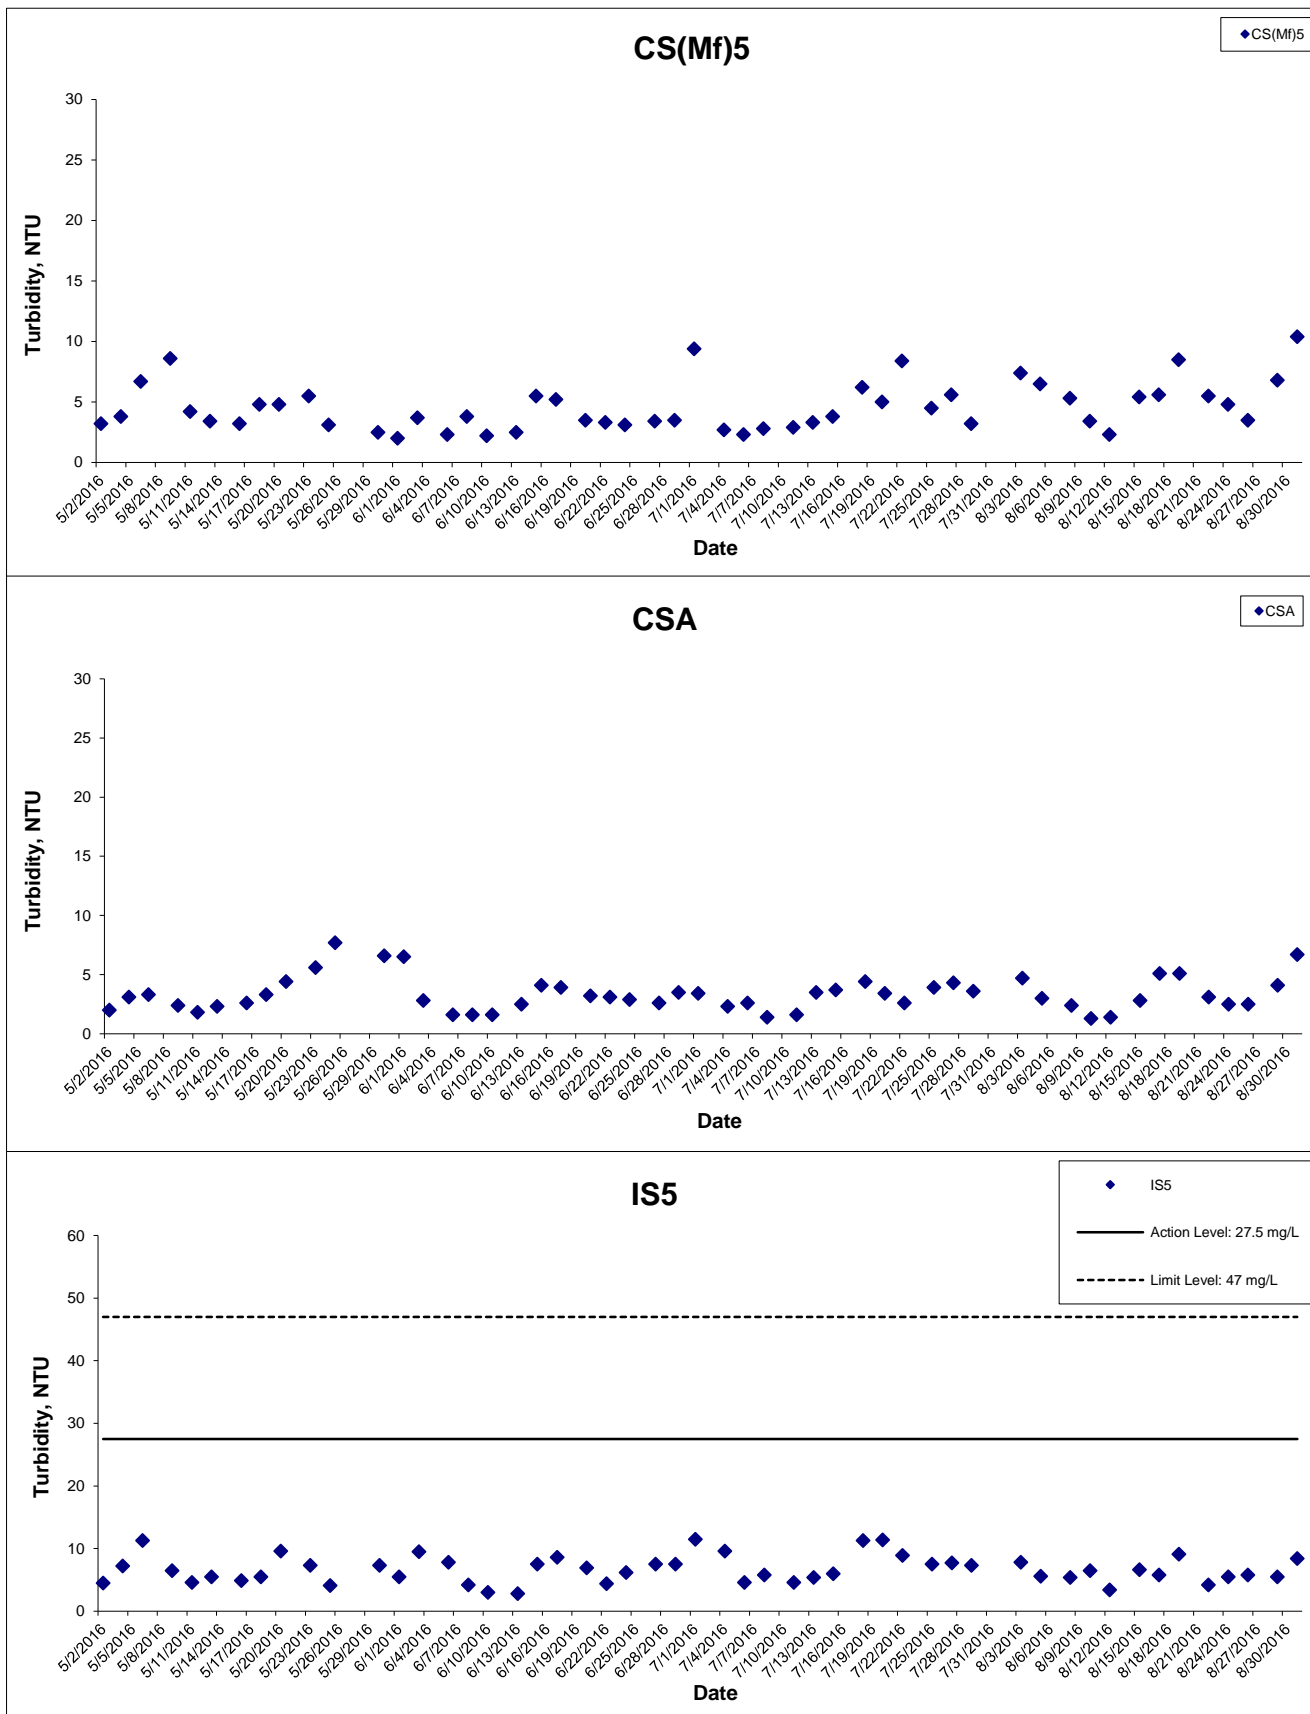 CS(Mf)5
CS(Mf)5
30
25
20
15
10
5
0
Turbidity, NTU
5/2/2016 5/5/2016 5/8/2016 5/11/2016 5/14/2016 5/17/2016 5/20/2016 5/23/2016 5/26/2016 5/29/2016 6/1/2016 6/4/2016 6/7/2016 6/10/2016 6/13/2016 6/16/2016 6/19/2016 6/22/2016 6/25/2016 6/28/2016 7/1/2016 7/4/2016 7/7/2016 7/10/2016 7/13/2016 7/16/2016 7/19/2016 7/22/2016 7/25/2016 7/28/2016 7/31/2016 8/3/2016 8/6/2016 8/9/2016 8/12/2016 8/15/2016 8/18/2016 8/21/2016 8/24/2016 8/27/2016 8/30/2016
Date
CSA
CSA
30
25
20
15
10
5
0
Turbidity, NTU
5/2/2016 5/5/2016 5/8/2016 5/11/2016 5/14/2016 5/17/2016 5/20/2016 5/23/2016 5/26/2016 5/29/2016 6/1/2016 6/4/2016 6/7/2016 6/10/2016 6/13/2016 6/16/2016 6/19/2016 6/22/2016 6/25/2016 6/28/2016 7/1/2016 7/4/2016 7/7/2016 7/10/2016 7/13/2016 7/16/2016 7/19/2016 7/22/2016 7/25/2016 7/28/2016 7/31/2016 8/3/2016 8/6/2016 8/9/2016 8/12/2016 8/15/2016 8/18/2016 8/21/2016 8/24/2016 8/27/2016 8/30/2016
Date
IS5
IS5
Action Level: 27.5 mg/L
Limit Level: 47 mg/L
60
50
40
30
20
10
0
Turbidity, NTU
5/2/2016 5/5/2016 5/8/2016 5/11/2016 5/14/2016 5/17/2016 5/20/2016 5/23/2016 5/26/2016 5/29/2016 6/1/2016 6/4/2016 6/7/2016 6/10/2016 6/13/2016 6/16/2016 6/19/2016 6/22/2016 6/25/2016 6/28/2016 7/1/2016 7/4/2016 7/7/2016 7/10/2016 7/13/2016 7/16/2016 7/19/2016 7/22/2016 7/25/2016 7/28/2016 7/31/2016 8/3/2016 8/6/2016 8/9/2016 8/12/2016 8/15/2016 8/18/2016 8/21/2016 8/24/2016 8/27/2016 8/30/2016
Date